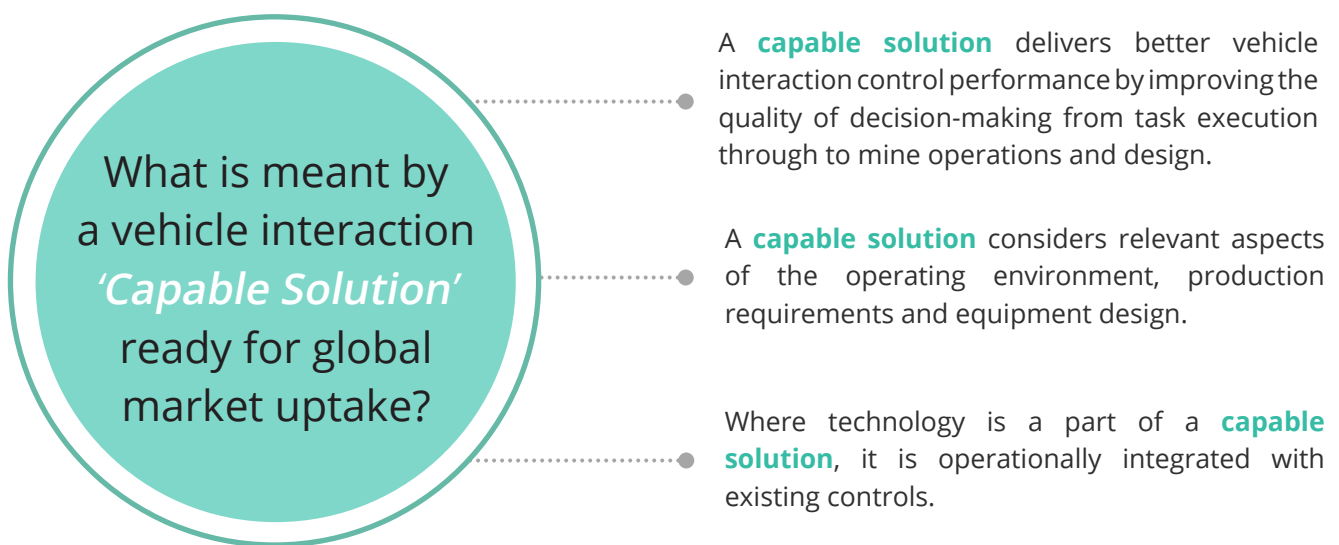 What is meant by
a vehicle interaction
‘Capable Solution’
ready for global
market uptake?
A capable solution delivers better vehicle
interaction control performance by improving the
quality of decision-making from task execution
through to mine operations and design.
A capable solution considers relevant aspects
of the operating environment, production
requirements and equipment design.
Where technology is a part of a capable
solution, it is operationally integrated with
existing controls.